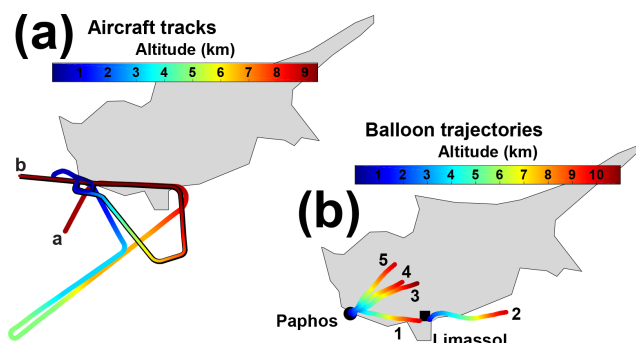 (a)
Aircraft tracks
Altitude (km)
1 2 3 4 5 6 7 8 9
b
a
Balloon trajectories
Altitude (km)
1 2 3 4 5 6 7 8 9 10
(b)
5
4
3
Paphos
1
2
Limassol